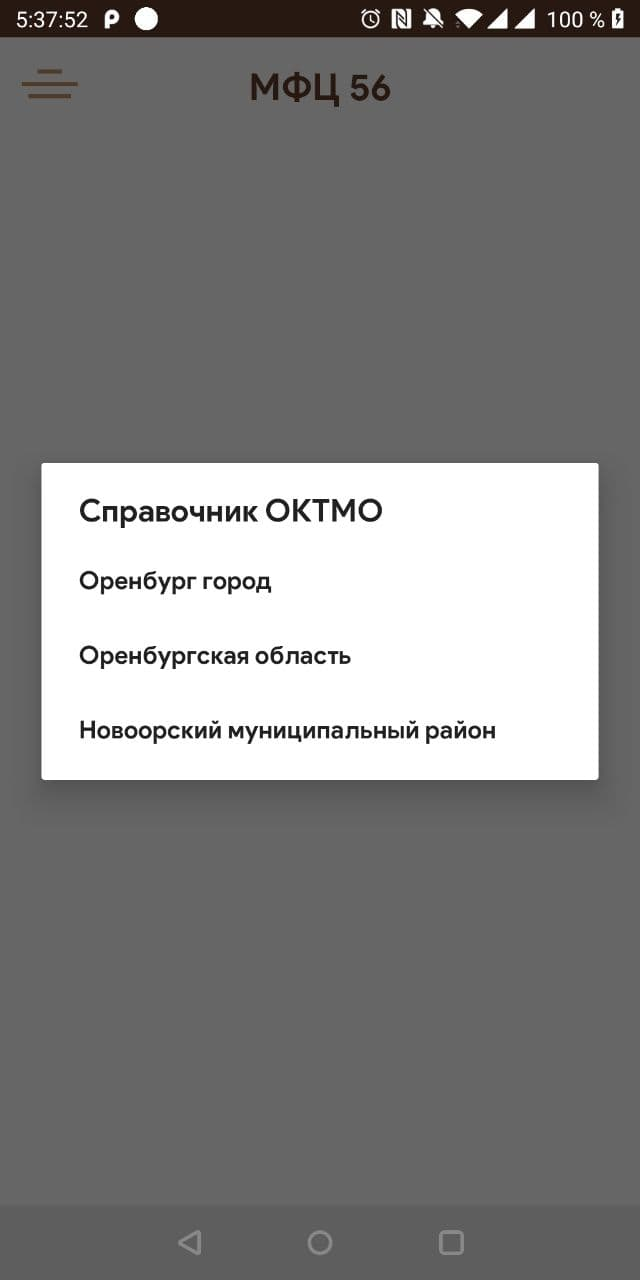 5:37:52
100 %
МФЦ 56
Справочник ОКТМО
Оренбург город
Оренбургская область
Новоорский муниципальный район